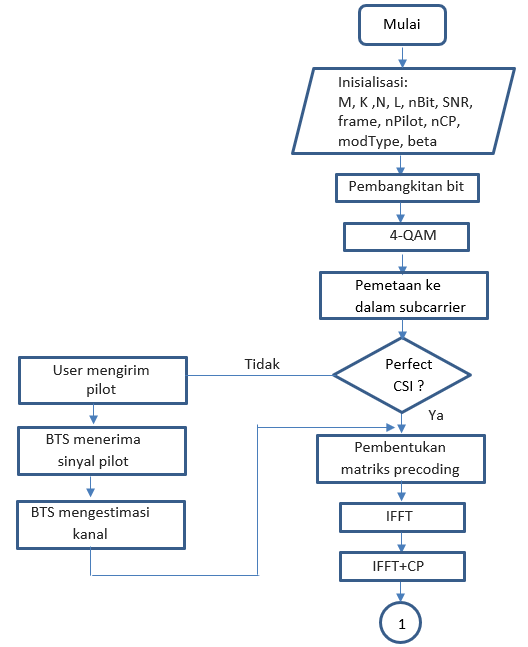 Mulai
Inisialisasi:
M, K ,N, L, nBit, SNR,
frame, nPilot, nCP,
modType, beta
Pembangkitan bit
4-QAM
Pemetaan ke
dalam subcarrier
Perfect
CSI ?
Tidak
Ya
User mengirim
pilot
BTS menerima
sinyal pilot
BTS mengestimasi
kanal
Pembentukan
matriks precoding
IFFT
IFFT+CP
1